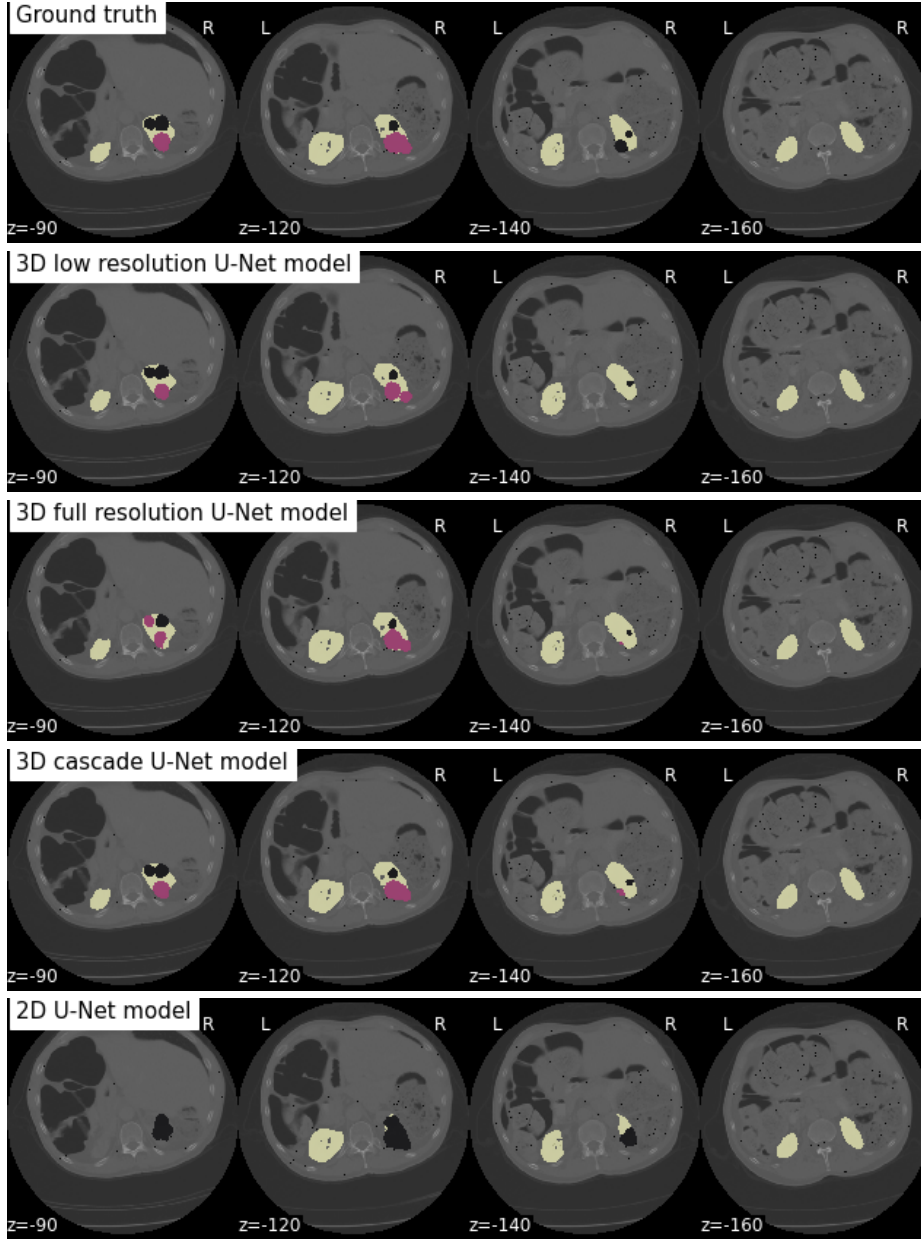 Ground truth
R L R L R L R
z=-90 z=-120 z=-140 z=-160
3D low resolution U-Net model
R L R L R
z=-90 z=-120 z=-140 z=-160
3D full resolution U-Net model
R L R L R
z=-90 z=-120 z=-140 z=-160
3D cascade U-Net model
R L R L R
z=-90 z=-120 z=-140 z=-160
2D U-Net model
R L R L R L R
z=-90 z=-120 z=-140 z=-160